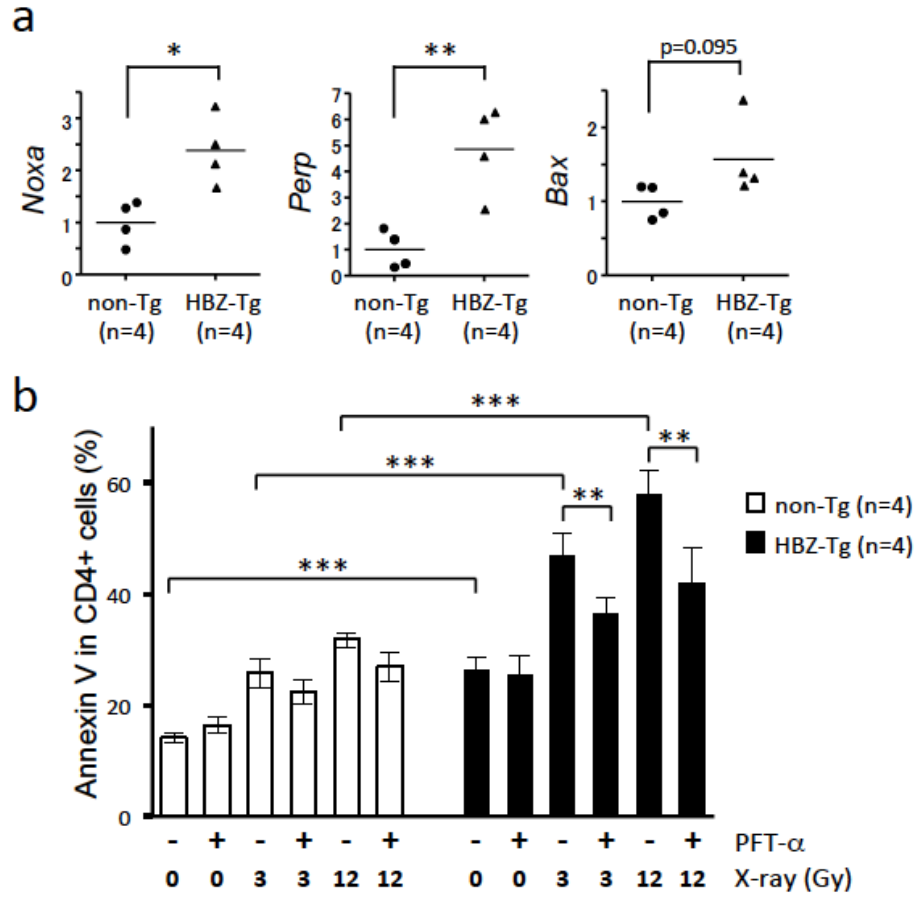 a
* ** p=0.095
Noxa
3
2
1
0
non-Tg HBZ-Tg
(n=4) (n=4)
Perp
7
6
5
4
3
2
1
0
non-Tg HBZ-Tg
(n=4) (n=4)
Bax
2
1
0
non-Tg HBZ-Tg
(n=4) (n=4)
b
Annexin V in CD4+ cells (%)
60
40
20
0
***
***
**
***
**
non-Tg (n=4)
HBZ-Tg (n=4)
- + - + - + - + - + - + PFT-α
0 0 3 3 12 12 0 0 3 3 12 12 X-ray (Gy)